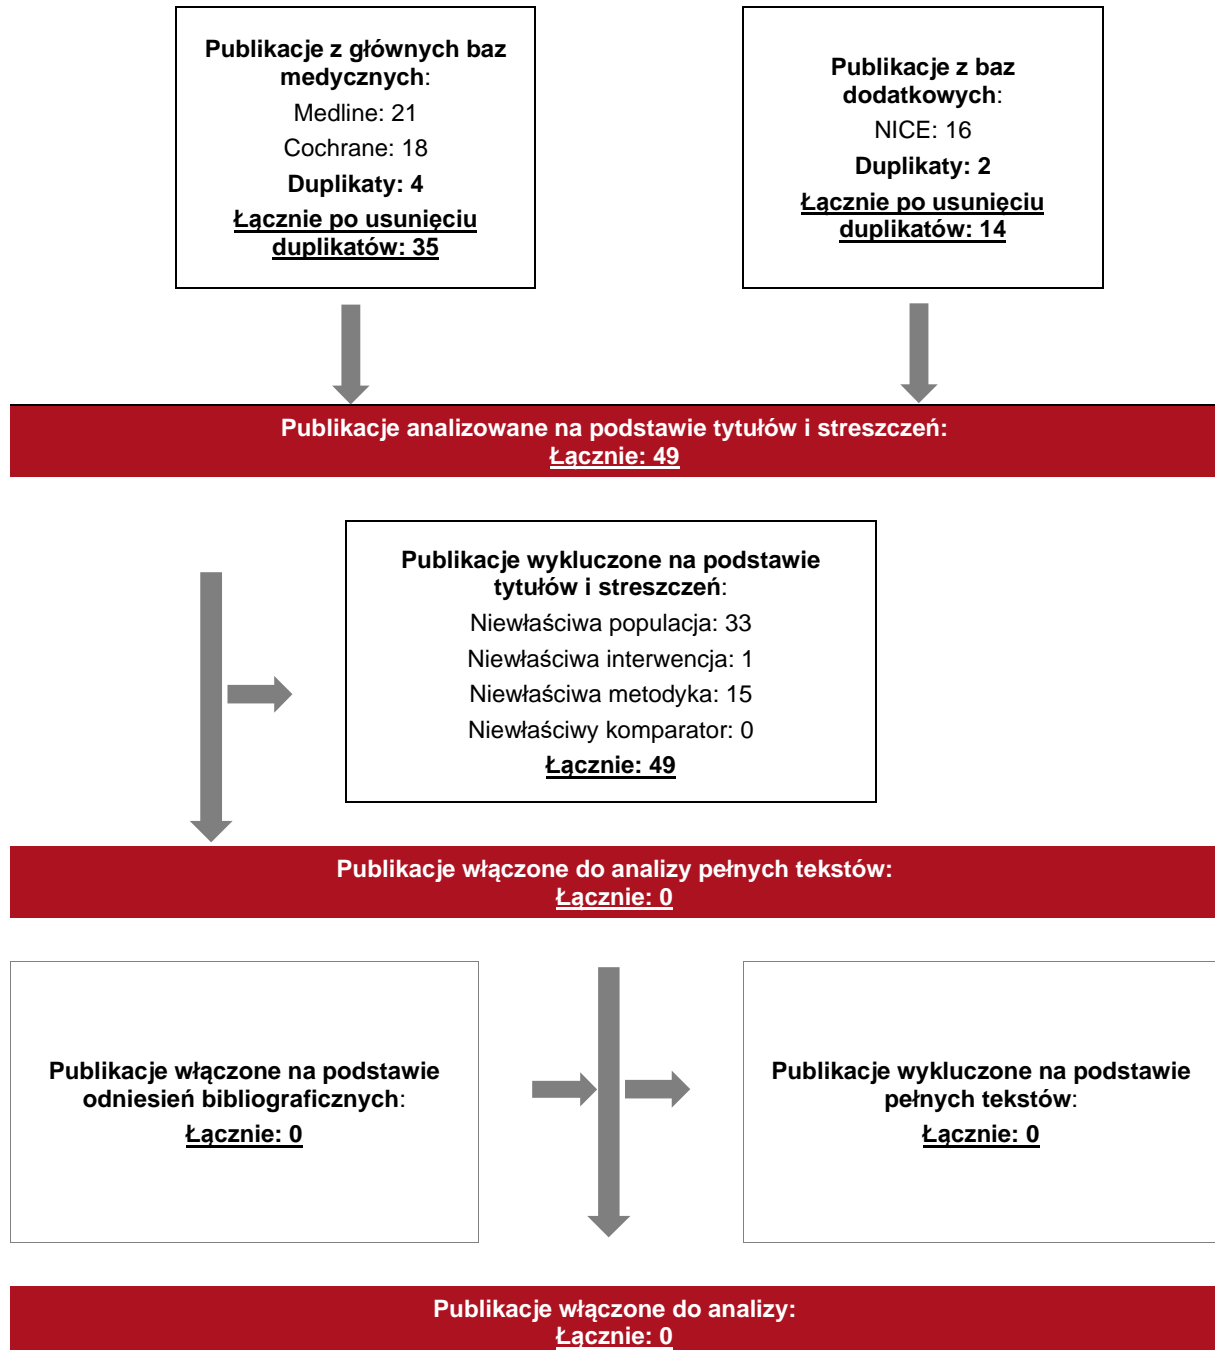 Publikacje z głównych baz
medycznych:
Medline: 21
Cochrane: 18
Duplikaty: 4
Łącznie po usunięciu
duplikatów: 35
Publikacje z baz
dodatkowych:
NICE: 16
Duplikaty: 2
Łącznie po usunięciu
duplikatów: 14
Publikacje analizowane na podstawie tytułów i streszczeń:
Łącznie: 49
Publikacje wykluczone na podstawie
tytułów i streszczeń:
Niewłaściwa populacja: 33
Niewłaściwa interwencja: 1
Niewłaściwa metodyka: 15
Niewłaściwy komparator: 0
Łącznie: 49
Publikacje włączone do analizy pełnych tekstów:
Łącznie: 0
Publikacje włączone na podstawie
odniesień bibliograficznych:
Łącznie: 0
Publikacje wykluczone na podstawie
pełnych tekstów:
Łącznie: 0
Publikacje włączone do analizy:
Łącznie: 0